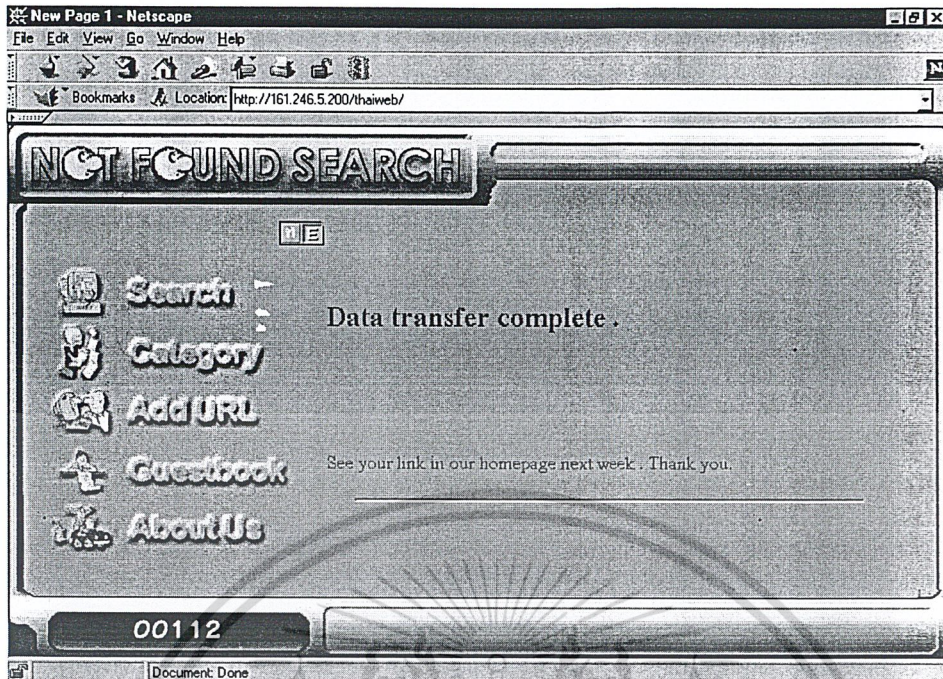 New Page 1 - Netscape
File Edit View Go Window Help
Bookmarks Location: http://161.246.5.200/thaiweb/
NOT FOUND SEARCH
E
Search
Data transfer complete .
Category
Add URL
Guestbook
See your link in our homepage next week . Thank you.
About Us
00112
Document: Done